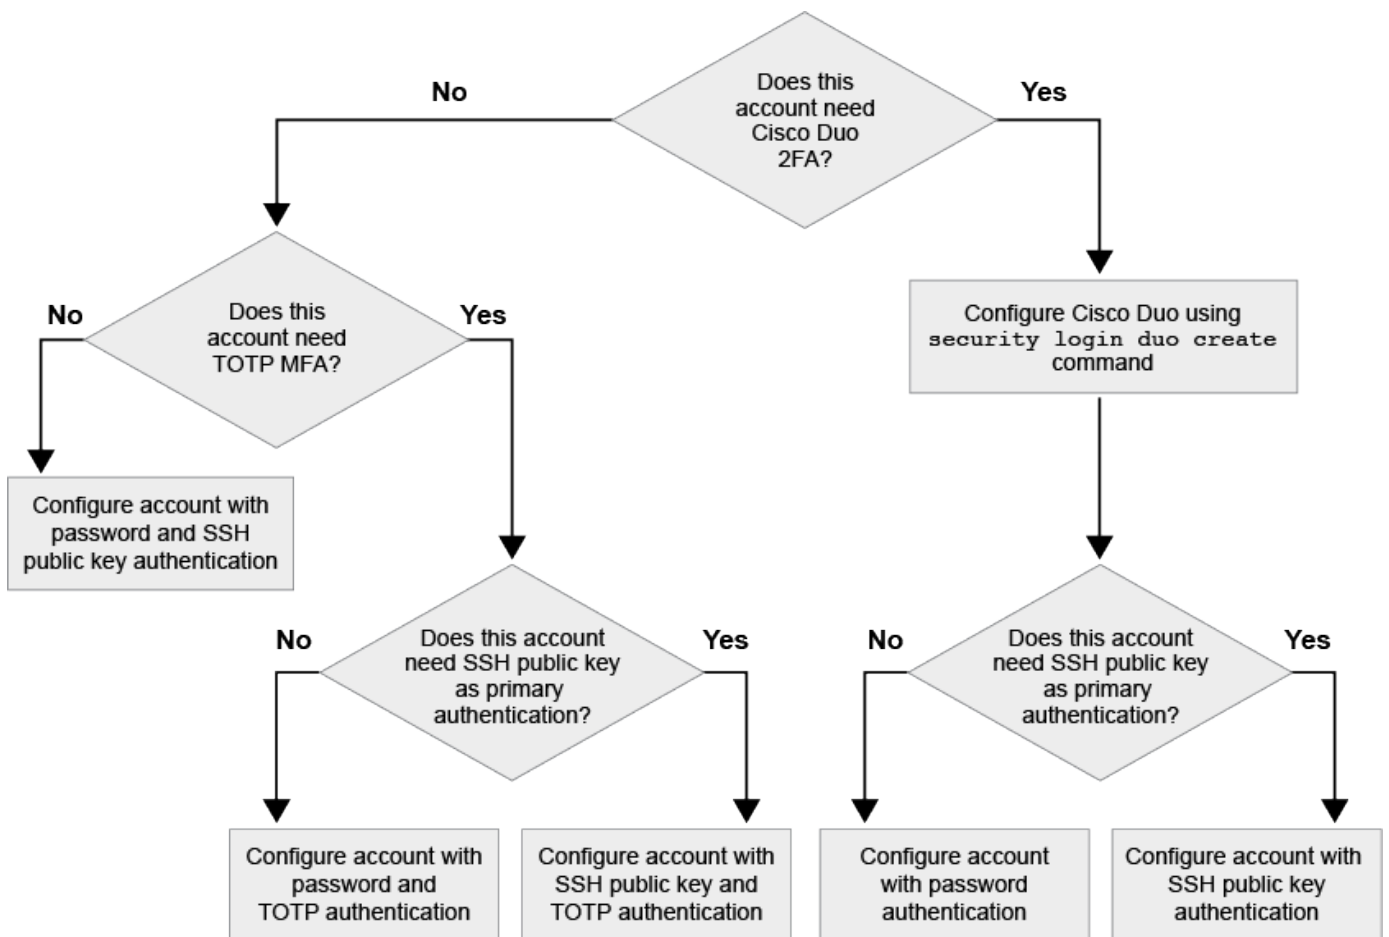 Does this
account need
Cisco Duo
2FA?
No
Yes
Does this
account need
TOTP MFA?
No
Yes
Configure Cisco Duo using
security login duo create
command
Configure account with
password and SSH
public key authentication
Does this account
need SSH public key
as primary
authentication?
No
Yes
Does this account
need SSH public key
as primary
authentication?
No
Yes
Configure account with
password and
TOTP authentication
Configure account with
SSH public key and
TOTP authentication
Configure account
with password
authentication
Configure account with
SSH public key
authentication